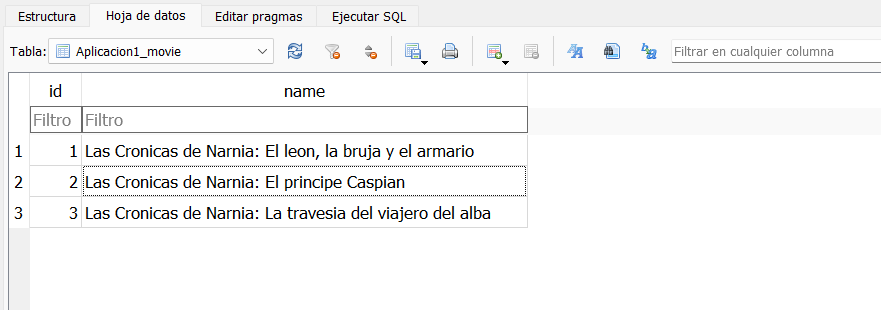 Estructura Hoja de datos Editar pragmas Ejecutar SQL
Tabla: Aplicacion1_movie Filtrar en cualquier columna
id name
Filtro Filtro
1 1 Las Cronicas de Narnia: El leon, la bruja y el armario
2 2 Las Cronicas de Narnia: El principe Caspian
3 3 Las Cronicas de Narnia: La travesia del viajero del alba